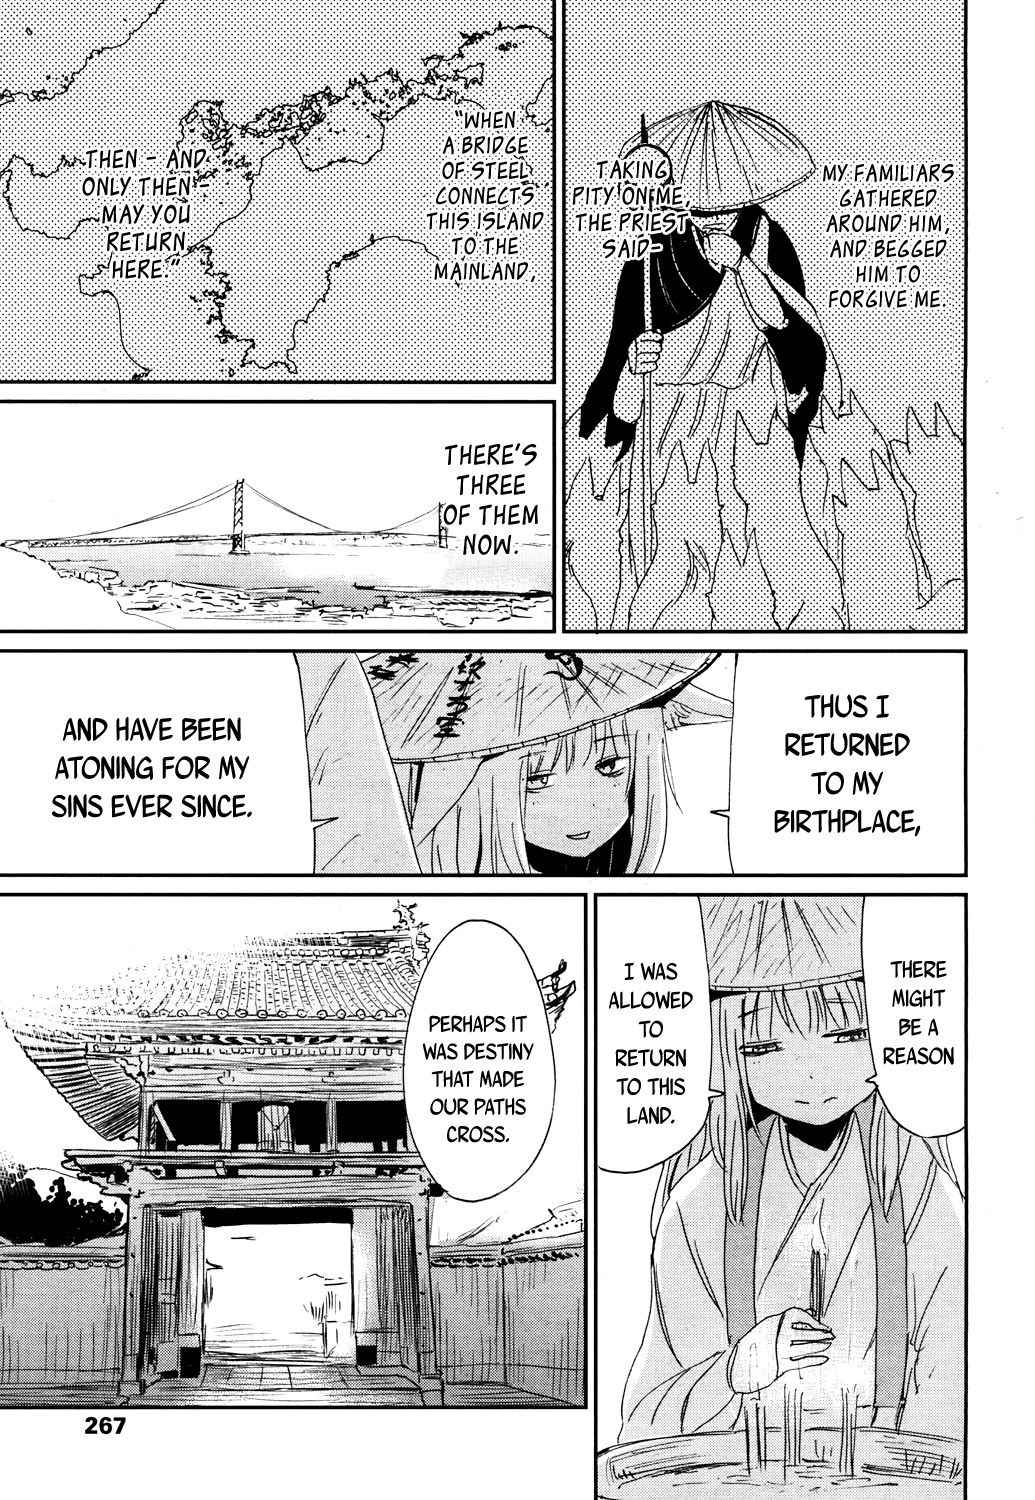 MY FAMILIARS
GATHERED
AROUND HIM,
AND BEGGED
HIM TO
FORGIVE ME.
TAKING
PITY ON ME,
THE PRIEST
SAID-
"WHEN
A BRIDGE
OF STEEL
CONNECTS
THIS ISLAND
TO THE
MAINLAND,
THEN - AND
ONLY THEN -
MAY YOU
RETURN
HERE."
THERE'S
THREE
OF THEM
NOW.
THUS I
RETURNED
TO MY
BIRTHPLACE,
AND HAVE BEEN
ATONING FOR MY
SINS EVER SINCE.
THERE
MIGHT
BE A
REASON
I WAS
ALLOWED
TO
RETURN
TO THIS
LAND.
PERHAPS IT
WAS DESTINY
THAT MADE
OUR PATHS
CROSS.
267